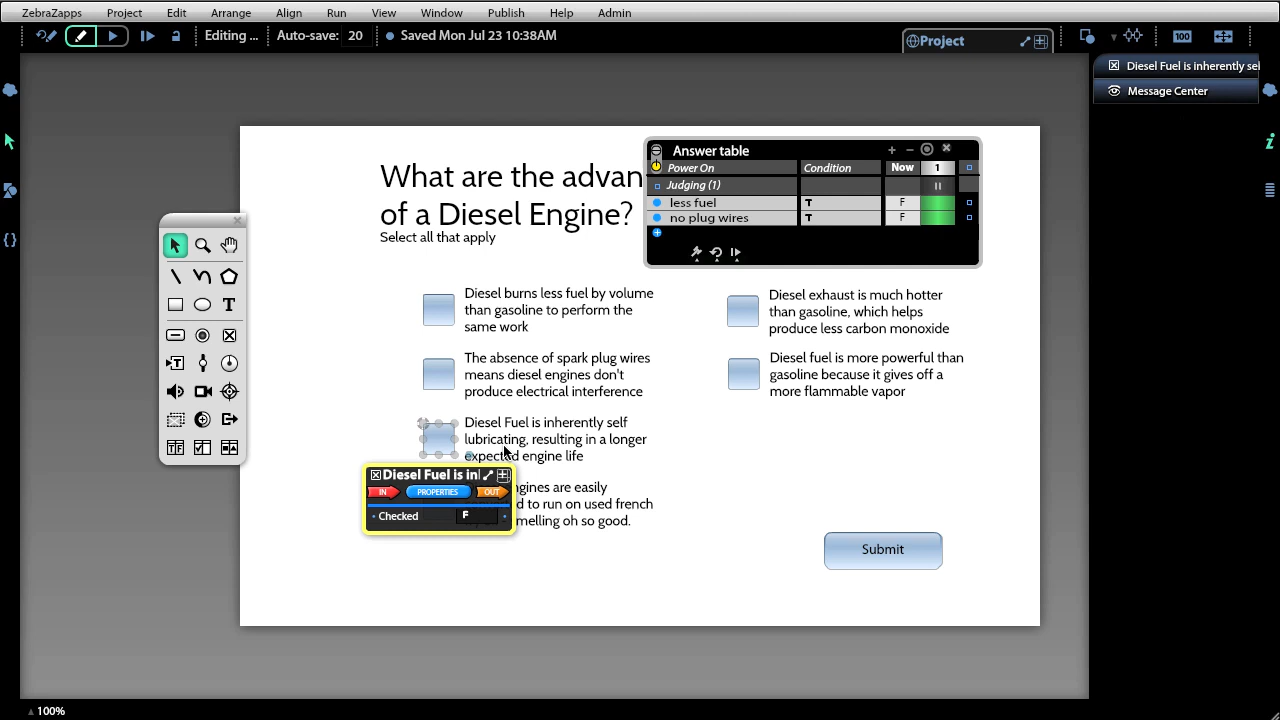 ZebraZapps Project Edit Arrange Align Run View Window Publish Help Admin
Editing ... Auto-save: 20 Saved Mon Jul 23 10:38AM
Project
100
Diesel Fuel is inherently sel
Message Center
What are the advan
of a Diesel Engine?
Select all that apply
Answer table
Power On Condition Now 1
Judging (1)
less fuel T F
no plug wires T F
Diesel burns less fuel by volume
than gasoline to perform the
same work
Diesel exhaust is much hotter
than gasoline, which helps
produce less carbon monoxide
The absence of spark plug wires
means diesel engines don't
produce electrical interference
Diesel fuel is more powerful than
gasoline because it gives off a
more flammable vapor
Diesel Fuel is inherently self
lubricating, resulting in a longer
expected engine life
Diesel Fuel is inl
IN PROPERTIES OUT
Checked F
ngines are easily
d to run on used french
melling oh so good.
Submit
T
T
TF
100%